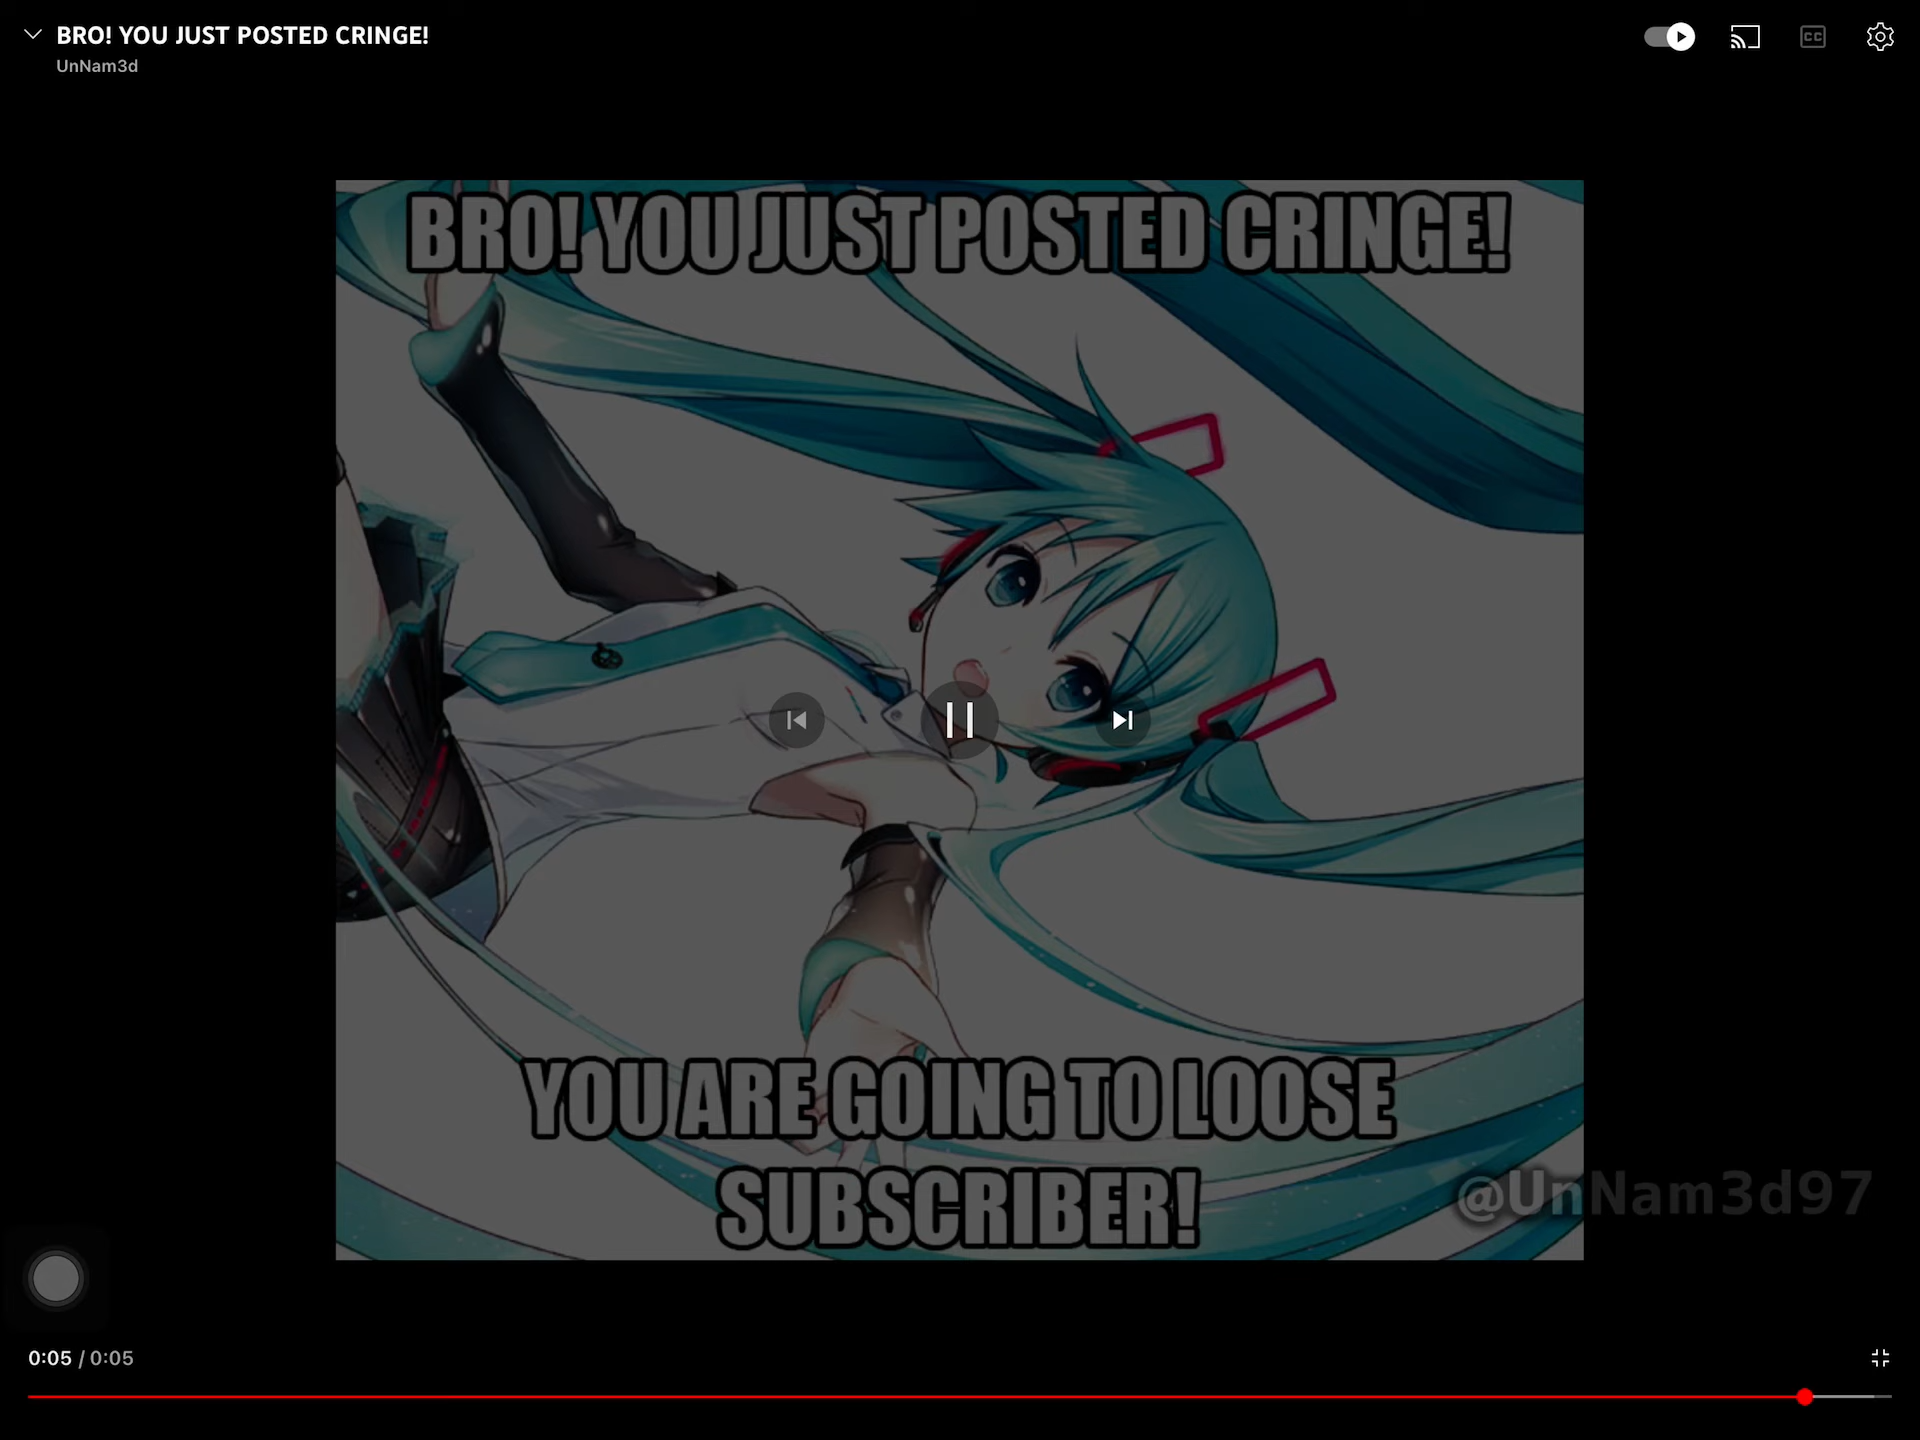 BRO! YOU JUST POSTED CRINGE!
UnNam3d
CC
BRO! YOU JUST POSTED CRINGE!
YOU ARE GOING TO LOOSE
SUBSCRIBER!
@UnNam3d97
0:05 / 0:05